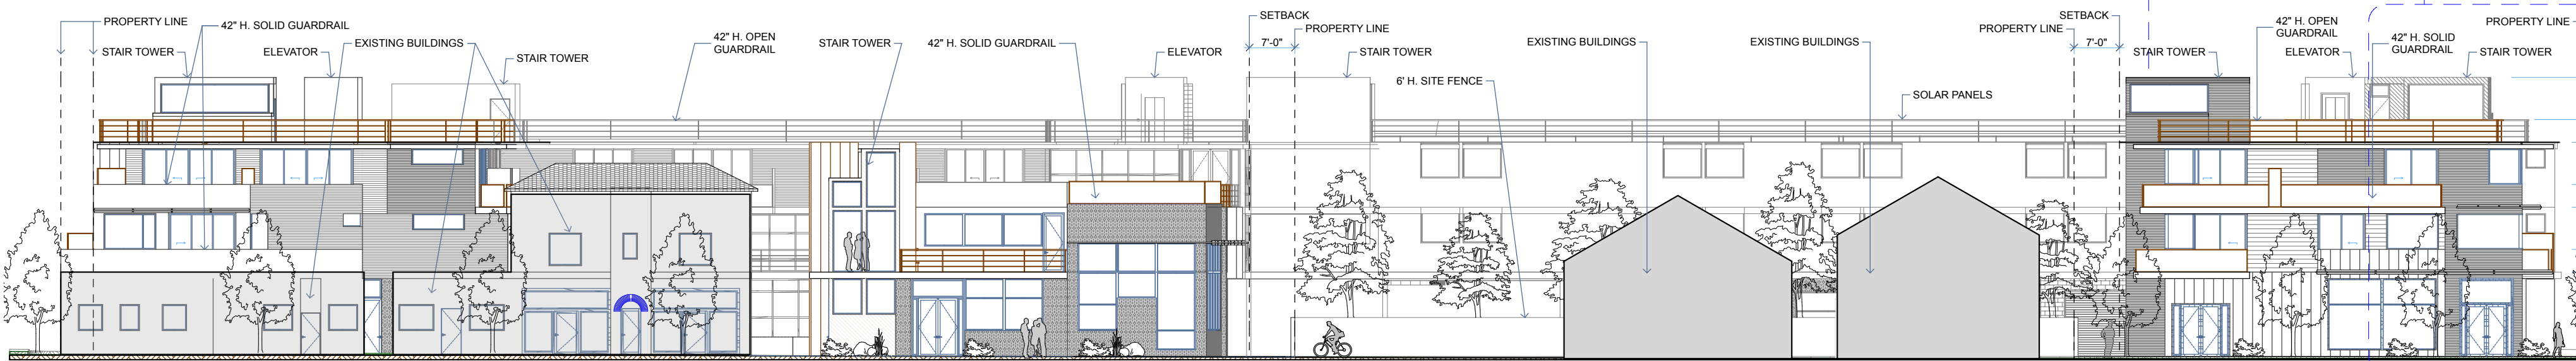 PROPERTY LINE
42" H. SOLID GUARDRAIL
STAIR TOWER
ELEVATOR
EXISTING BUILDINGS
STAIR TOWER
42" H. OPEN
GUARDRAIL
STAIR TOWER
42" H. SOLID GUARDRAIL
ELEVATOR
SETBACK
PROPERTY LINE
7'-0"
STAIR TOWER
6' H. SITE FENCE
EXISTING BUILDINGS
EXISTING BUILDINGS
SOLAR PANELS
SETBACK
PROPERTY LINE
7'-0"
STAIR TOWER
42" H. OPEN
GUARDRAIL
ELEVATOR
42" H. SOLID
GUARDRAIL
PROPERTY LINE
STAIR TOWER